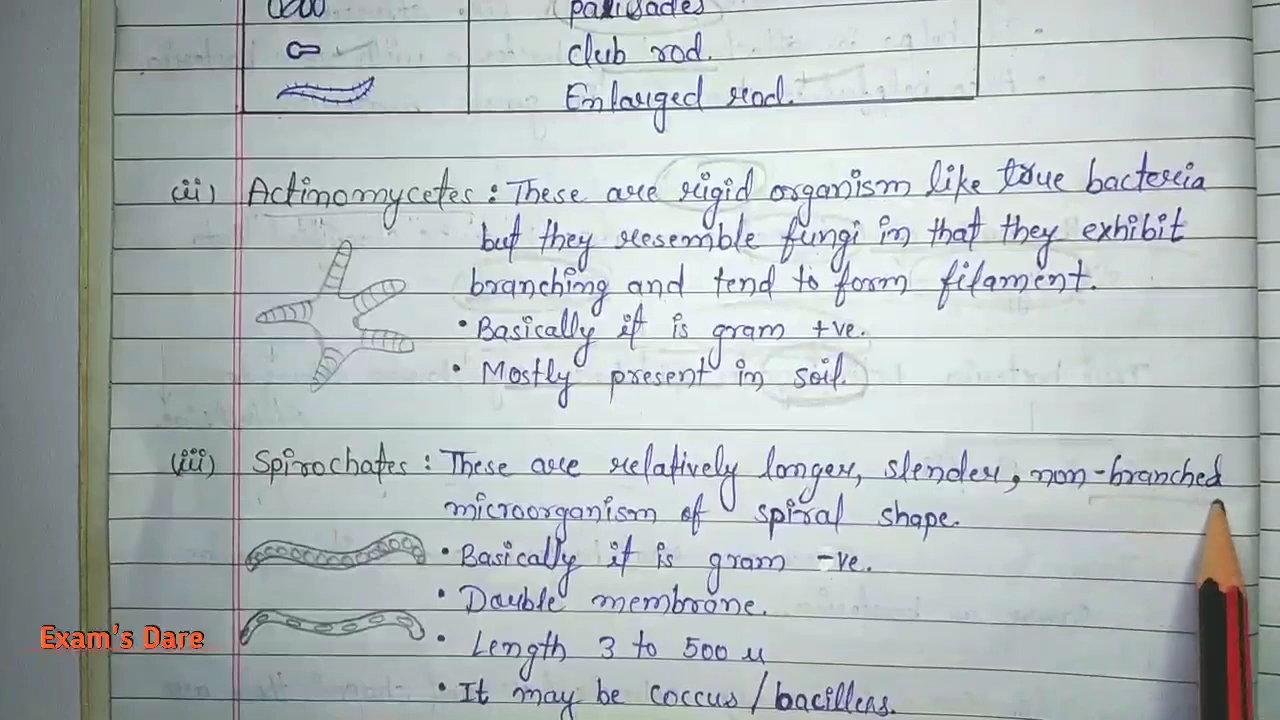 palisades
club rod.
Enlarged rod.
(ii) Actinomycetes : These are rigid organism like true bacteria
but they resemble fungi in that they exhibit
branching and tend to form filament.
• Basically it is gram +ve.
• Mostly present in soil.
(iii) Spirochates : These are relatively longer, slender, non-branched
microorganism of spiral shape.
• Basically it is gram -ve.
• Double membrane.
Exam's Dare
• Length 3 to 500 u
• It may be coccus / bacillus.